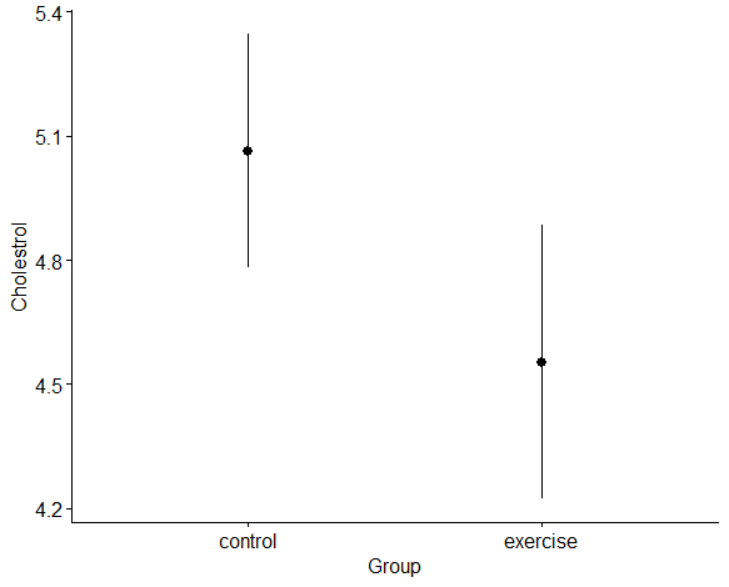 5.4
5.1
4.8
4.5
4.2
Cholestrol
control
exercise
Group